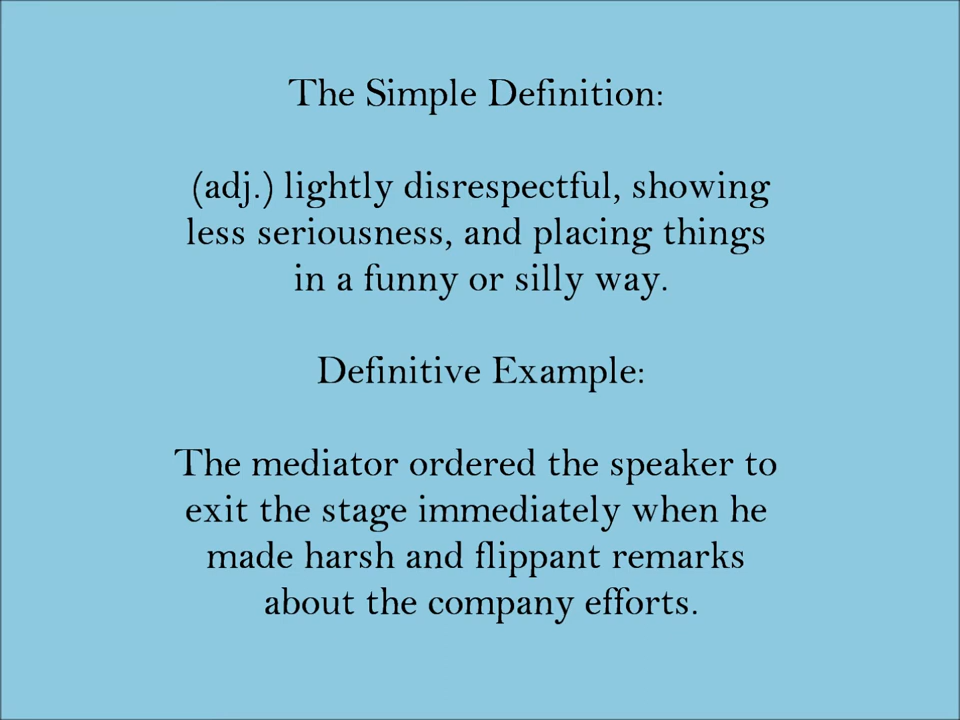 The Simple Definition:
(adj.) lightly disrespectful, showing
less seriousness, and placing things
in a funny or silly way.
Definitive Example:
The mediator ordered the speaker to
exit the stage immediately when he
made harsh and flippant remarks
about the company efforts.